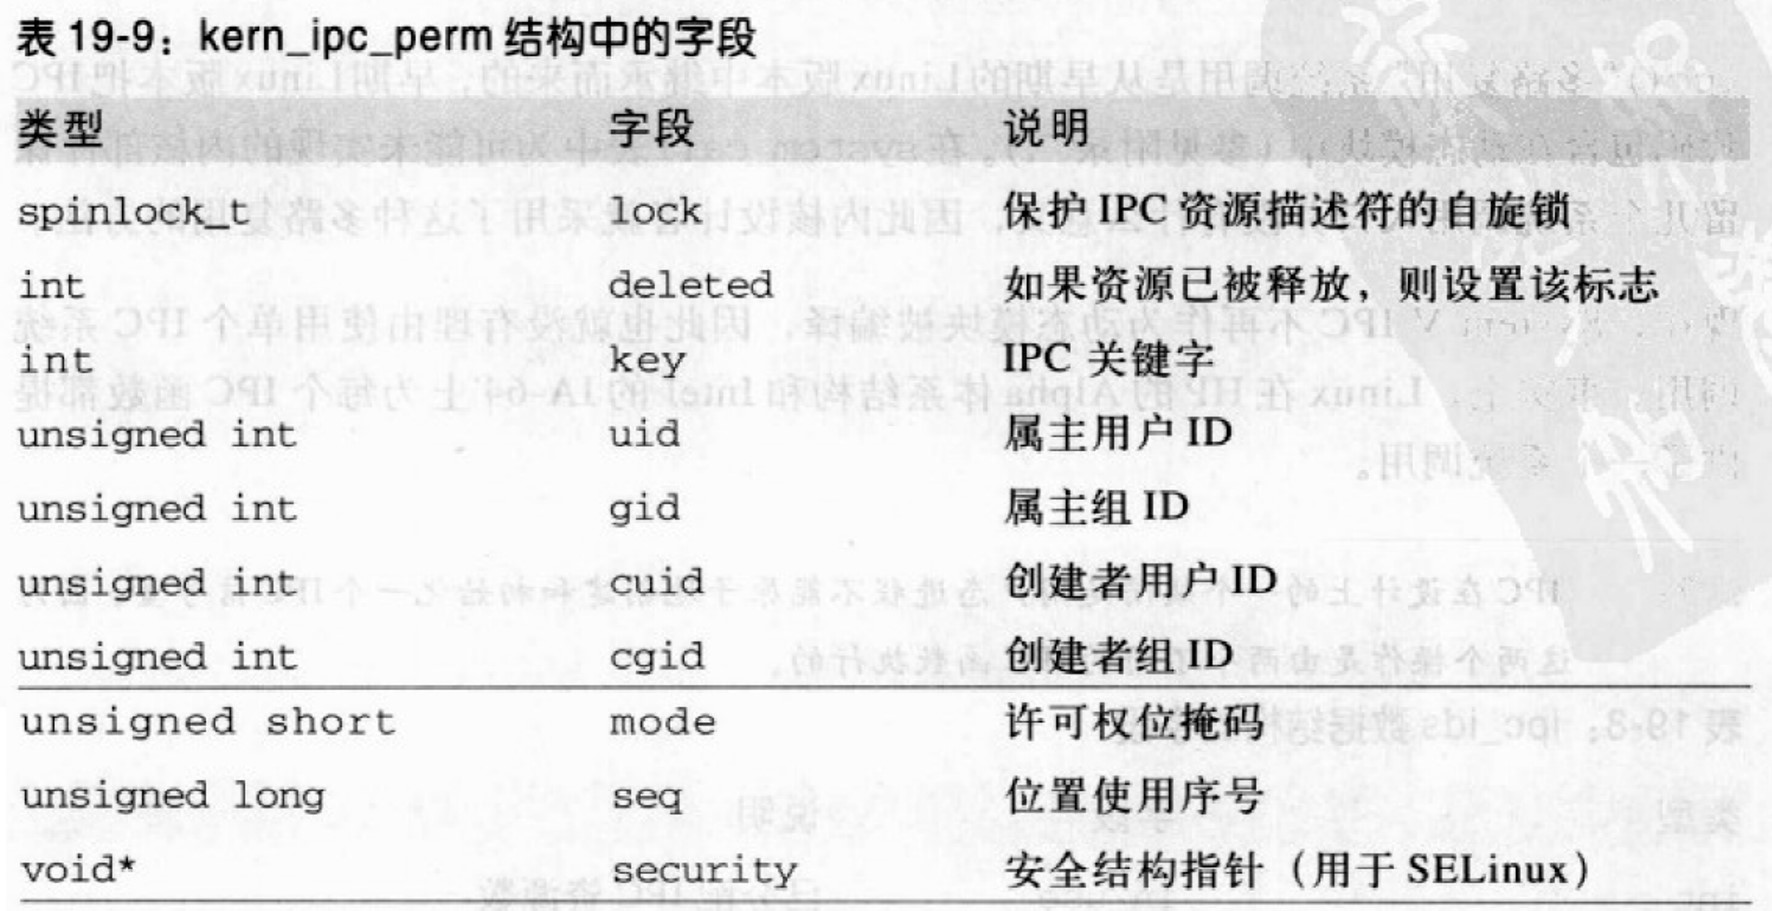 表 19-9：kern_ipc_perm 结构中的字段
类型 字段 说明
spinlock_t lock 保护 IPC 资源描述符的自旋锁
int deleted 如果资源已被释放，则设置该标志
int key IPC 关键字
unsigned int uid 属主用户 ID
unsigned int gid 属主组 ID
unsigned int cuid 创建者用户 ID
unsigned int cgid 创建者组 ID
unsigned short mode 许可权位掩码
unsigned long seq 位置使用序号
void* security 安全结构指针（用于 SELinux）